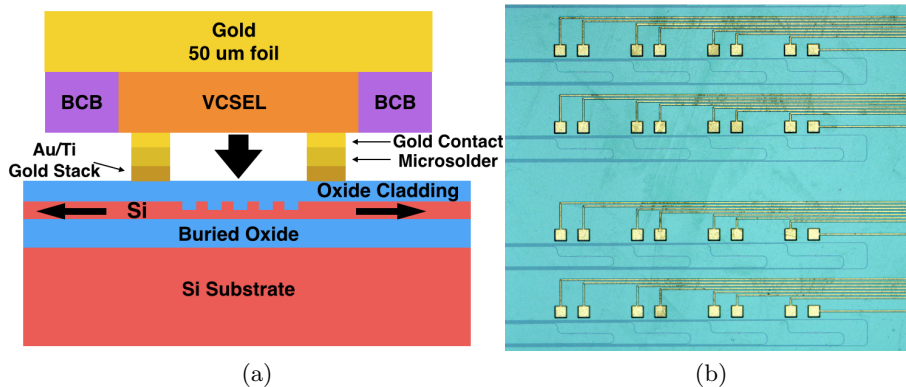 Gold
50 um foil
BCB
VCSEL
BCB
Au/Ti
Gold Stack
Gold Contact
Microsolder
Oxide Cladding
Si
Buried Oxide
Si Substrate
(a)
(b)